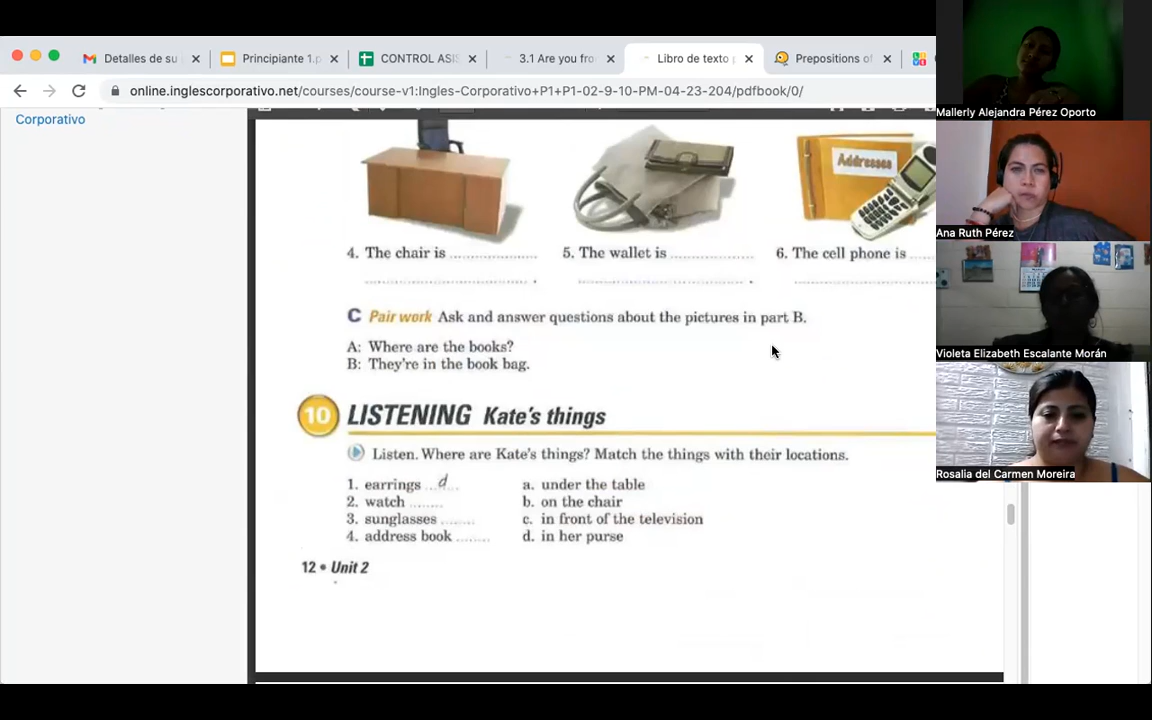 Detalles de su
Principiante 1.p
CONTROL ASIS
3.1 Are you fro
Libro de texto p
Prepositions of
online.inglescorporativo.net/courses/course-v1:Ingles-Corporativo+P1+P1-02-9-10-PM-04-23-204/pdfbook/0/
Corporativo
Addresses
4. The chair is ....................
5. The wallet is ....................
6. The cell phone is
C Pair work Ask and answer questions about the pictures in part B.
A: Where are the books?
B: They're in the book bag.
10 LISTENING Kate's things
Listen. Where are Kate's things? Match the things with their locations.
1. earrings ...d... a. under the table
2. watch ........ b. on the chair
3. sunglasses ........ c. in front of the television
4. address book ........ d. in her purse
12 • Unit 2
Mallerly Alejandra Pérez Oporto
Ana Ruth Pérez
Violeta Elizabeth Escalante Morán
Rosalia del Carmen Moreira